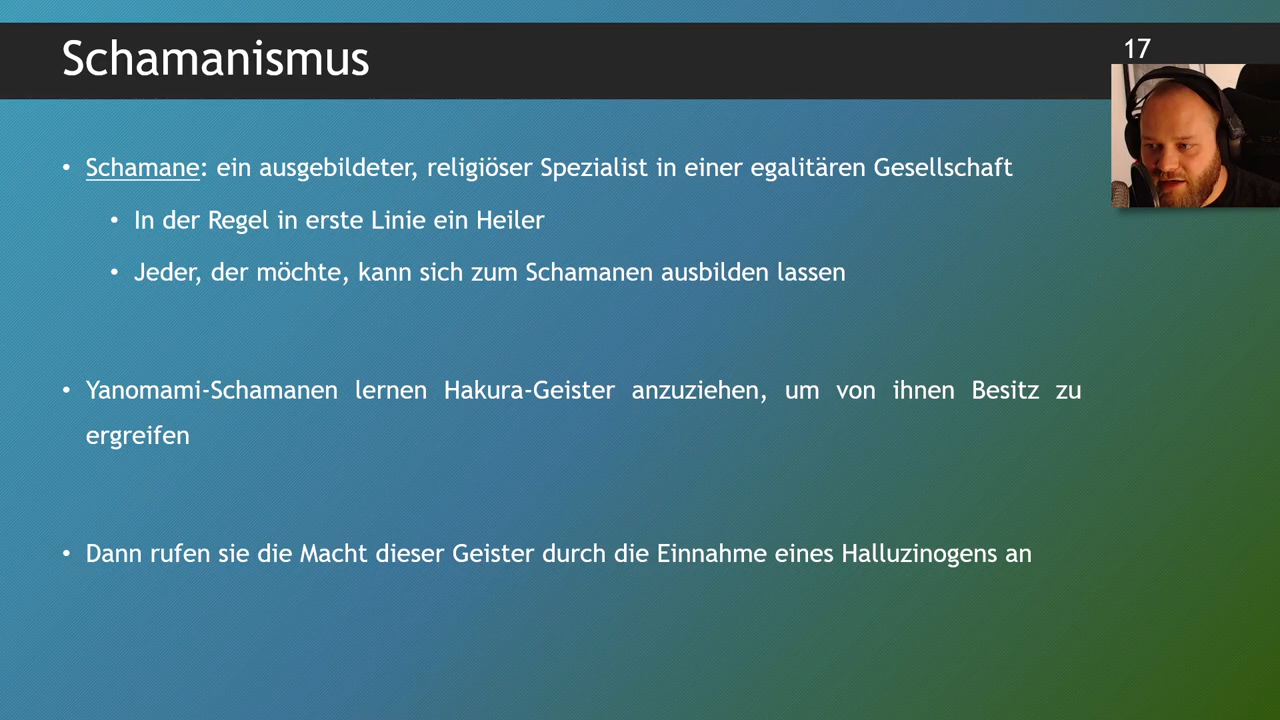 Schamanismus
17
• Schamane: ein ausgebildeter, religiöser Spezialist in einer egalitären Gesellschaft
• In der Regel in erste Linie ein Heiler
• Jeder, der möchte, kann sich zum Schamanen ausbilden lassen
• Yanomami-Schamanen lernen Hakura-Geister anzuziehen, um von ihnen Besitz zu
ergreifen
• Dann rufen sie die Macht dieser Geister durch die Einnahme eines Halluzinogens an